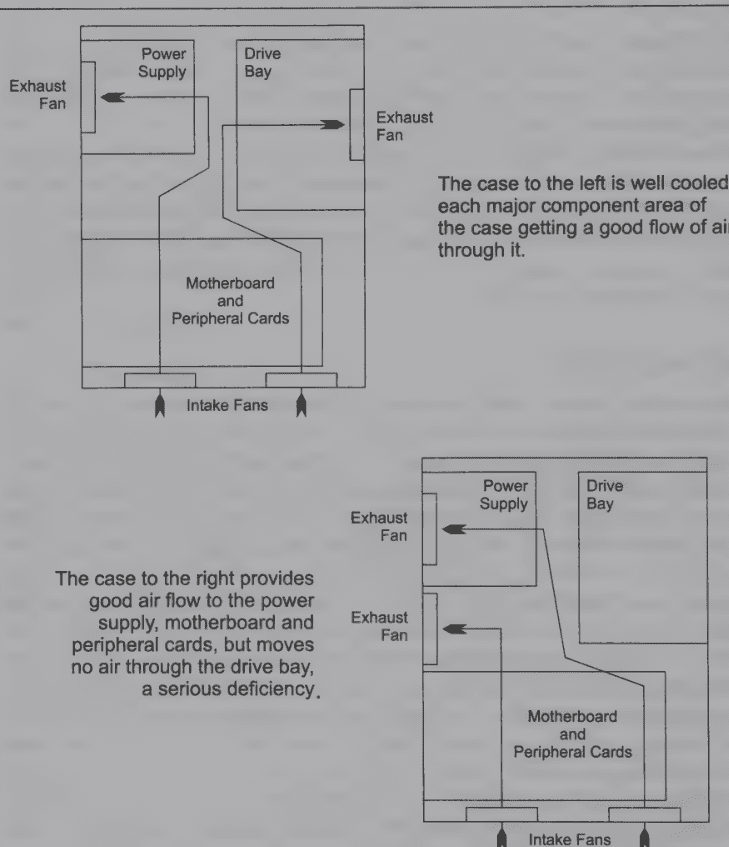 Power
Supply
Drive
Bay
Exhaust
Fan
Exhaust
Fan
The case to the left is well cooled
each major component area of
the case getting a good flow of air
through it.
Motherboard
and
Peripheral Cards
Intake Fans
Power
Supply
Drive
Bay
Exhaust
Fan
Exhaust
Fan
The case to the right provides
good air flow to the power
supply, motherboard and
peripheral cards, but moves
no air through the drive bay,
a serious deficiency.
Motherboard
and
Peripheral Cards
Intake Fans